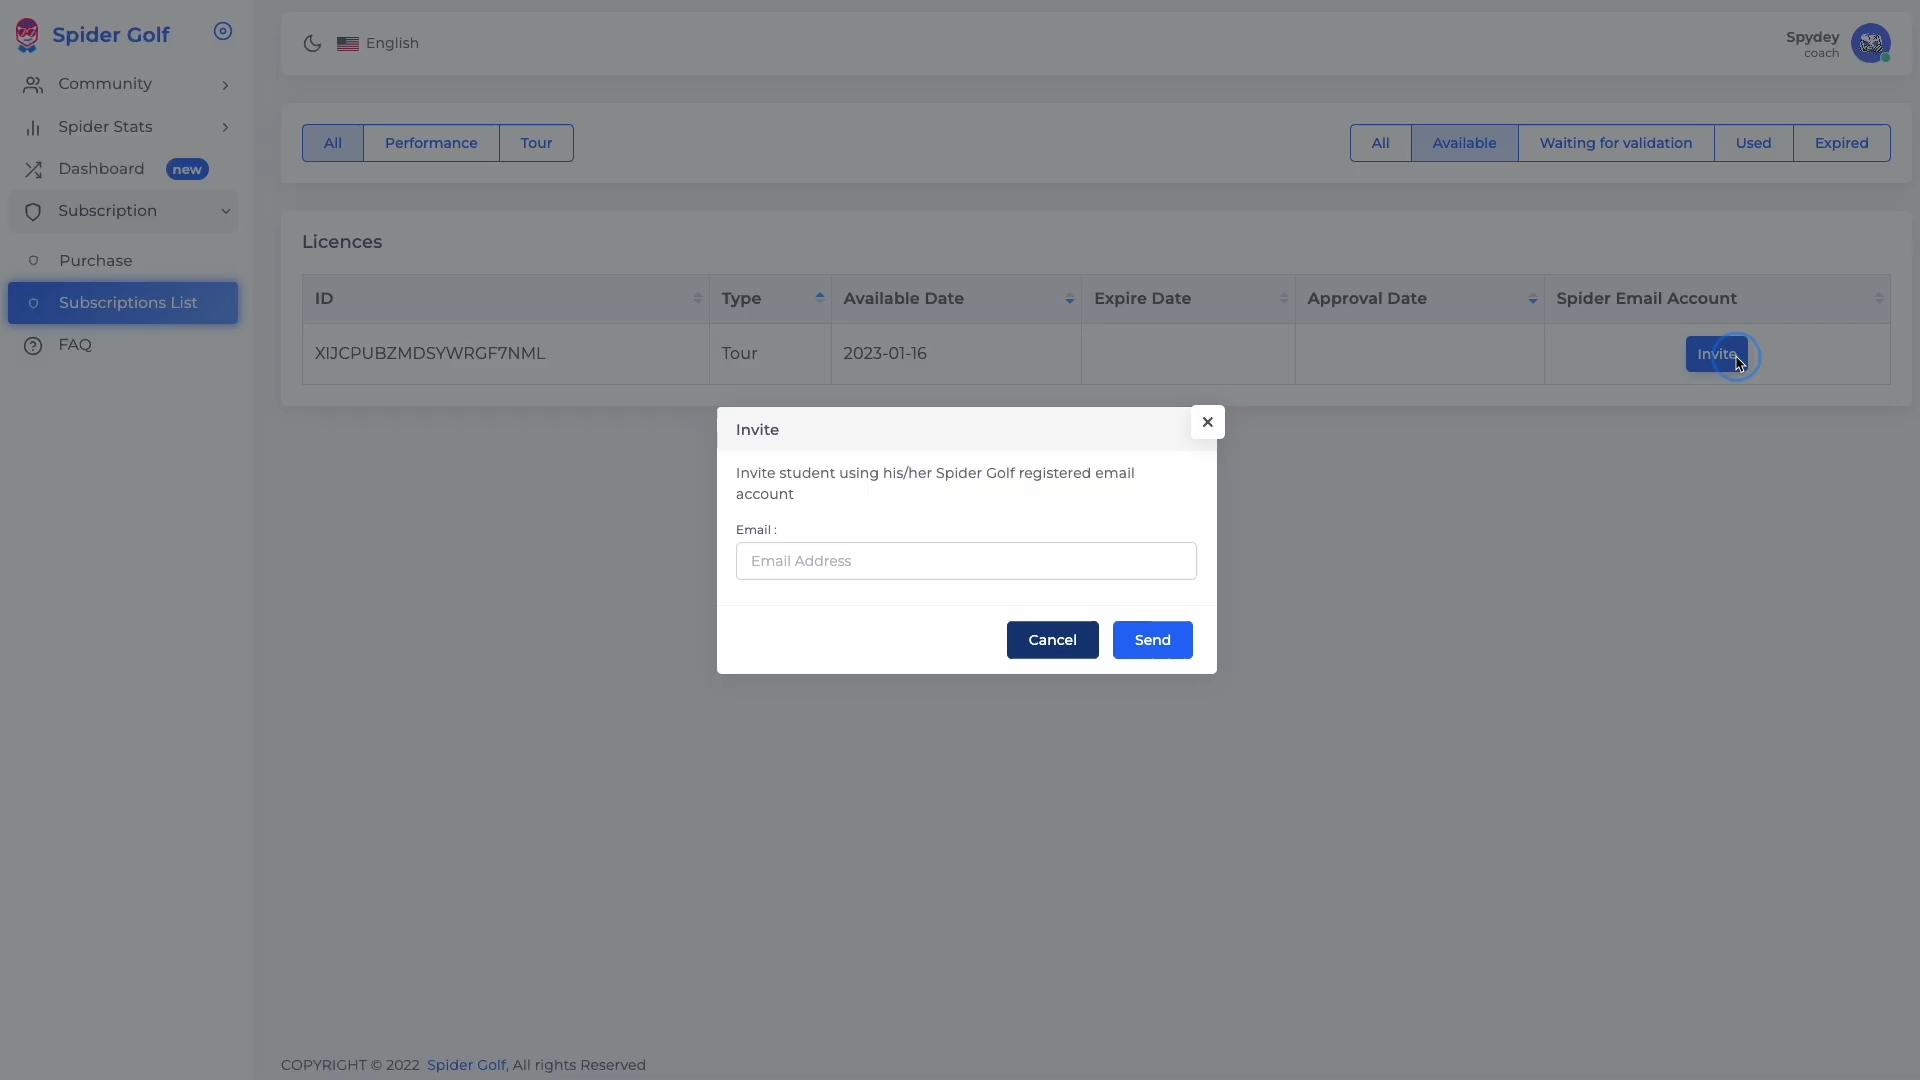 Spider Golf
English
Spydey
coach
Community
Spider Stats
Dashboard new
Subscription
Purchase
Subscriptions List
FAQ
All Performance Tour
All Available Waiting for validation Used Expired
Licences
ID Type Available Date Expire Date Approval Date Spider Email Account
XIJCPUBZMDSYWRGF7NML Tour 2023-01-16 Invite
Invite
Invite student using his/her Spider Golf registered email
account
Email :
Email Address
Cancel Send
COPYRIGHT © 2022 Spider Golf, All rights Reserved